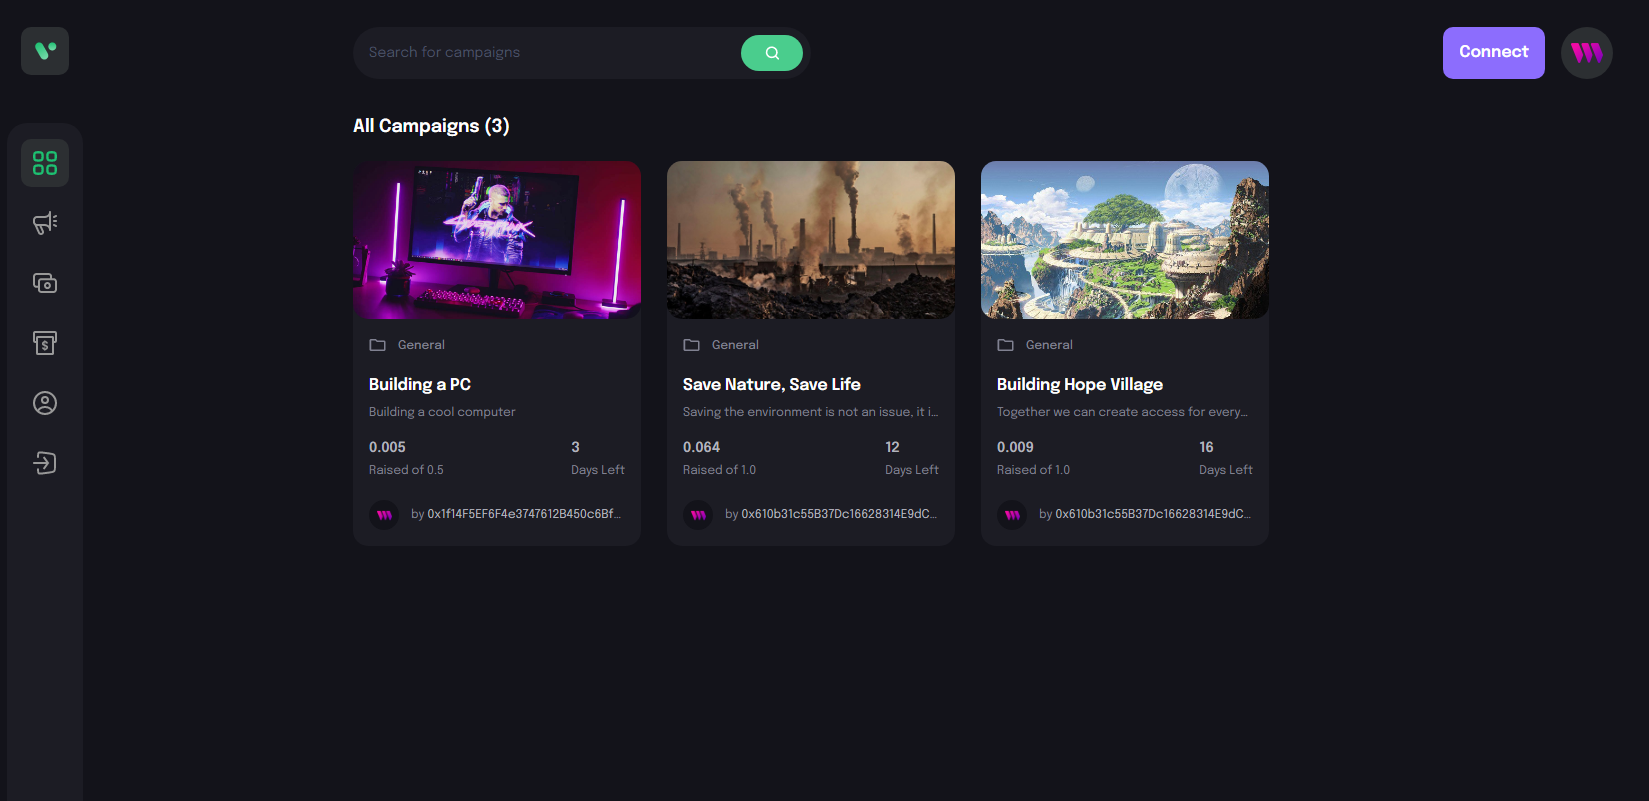 Search for campaigns
Connect
All Campaigns (3)
General
Building a PC
Building a cool computer
0.005
3
Raised of 0.5
Days Left
by 0x1f14F5EF6F4e3747612B450c6Bf...
General
Save Nature, Save Life
Saving the environment is not an issue, it i...
0.064
12
Raised of 1.0
Days Left
by 0x610b31c55B37Dc16628314E9dC...
General
Building Hope Village
Together we can create access for every...
0.009
16
Raised of 1.0
Days Left
by 0x610b31c55B37Dc16628314E9dC...